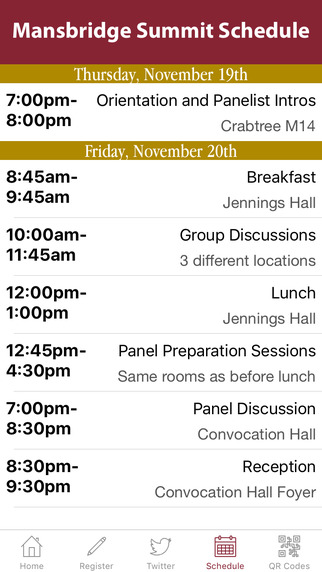 Mansbridge Summit Schedule
Thursday, November 19th
7:00pm- Orientation and Panelist Intros
8:00pm Crabtree M14
Friday, November 20th
8:45am- Breakfast
9:45am Jennings Hall
10:00am- Group Discussions
11:45am 3 different locations
12:00pm- Lunch
1:00pm Jennings Hall
12:45pm- Panel Preparation Sessions
4:30pm Same rooms as before lunch
7:00pm- Panel Discussion
8:30pm Convocation Hall
8:30pm- Reception
9:30pm Convocation Hall Foyer
Home Register Twitter Schedule QR Codes